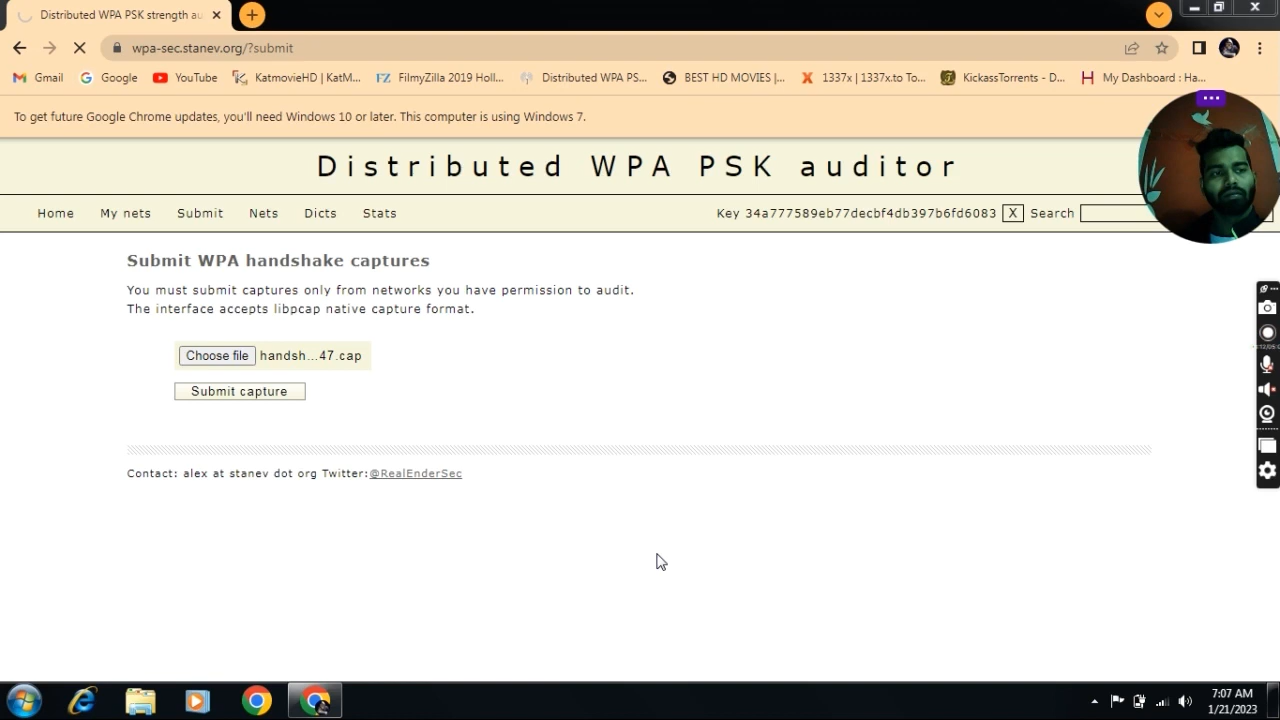 Distributed WPA PSK strength au
wpa-sec.stanev.org/?submit
Gmail Google YouTube KatmovieHD | KatM... FilmyZilla 2019 Holl... Distributed WPA PS... BEST HD MOVIES |... 1337x | 1337x.to To... KickassTorrents - D... My Dashboard : Ha...
To get future Google Chrome updates, you'll need Windows 10 or later. This computer is using Windows 7.
Distributed WPA PSK auditor
Home My nets Submit Nets Dicts Stats Key 34a777589eb77decbf4db397b6fd6083 X Search
Submit WPA handshake captures
You must submit captures only from networks you have permission to audit.
The interface accepts libpcap native capture format.
Choose file handsh...47.cap
Submit capture
Contact: alex at stanev dot org Twitter:@RealEnderSec
7:07 AM
1/21/2023